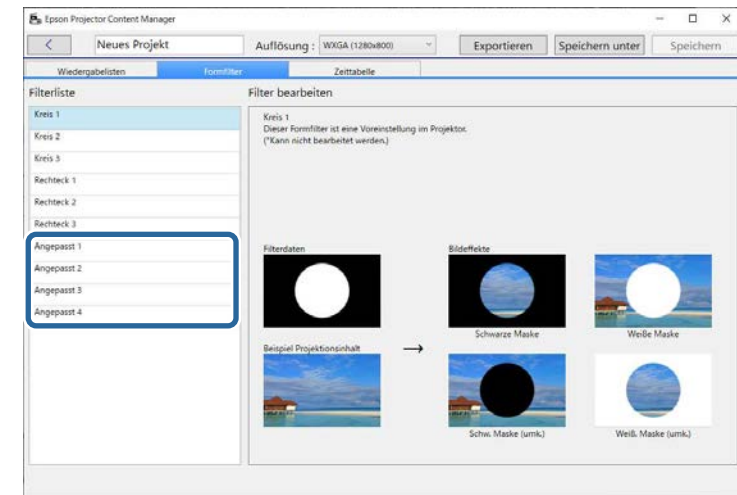 Epson Projector Content Manager
Neues Projekt
Auflösung :
WXGA (1280x800)
Exportieren
Speichern unter
Speichern
Wiedergabelisten
Formfilter
Zeittabelle
Filterliste
Kreis 1
Kreis 2
Kreis 3
Rechteck 1
Rechteck 2
Rechteck 3
Angepasst 1
Angepasst 2
Angepasst 3
Angepasst 4
Filter bearbeiten
Kreis 1
Dieser Formfilter ist eine Voreinstellung im Projektor.
(*Kann nicht bearbeitet werden.)
Filterdaten
Bildeffekte
Schwarze Maske
Weiße Maske
Beispiel Projektionsinhalt
→
Schw. Maske (umk.)
Weiß. Maske (umk.)